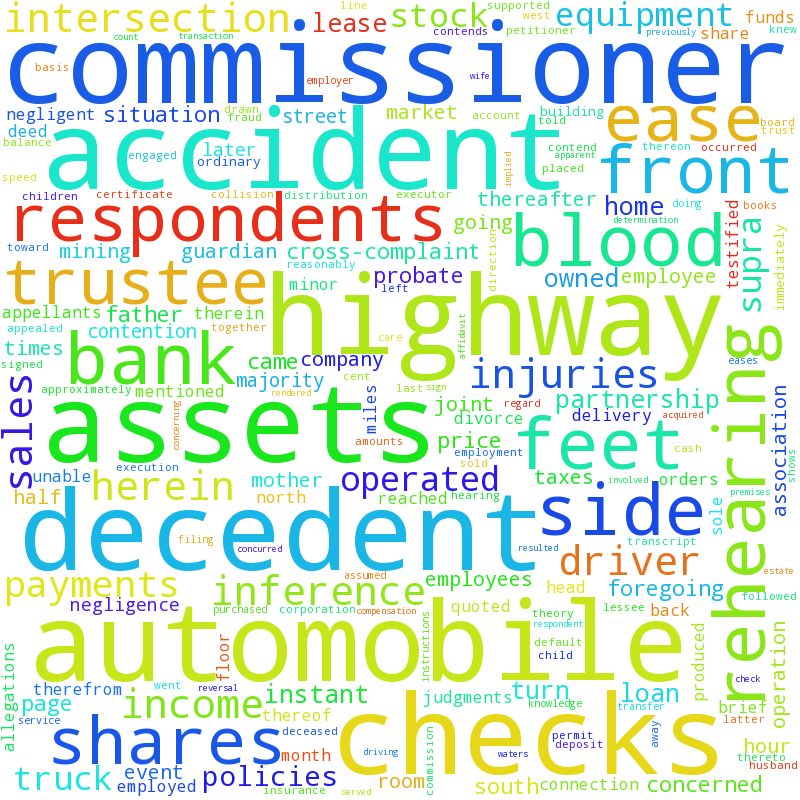 intersection
lease
stock
supported
line
contends
west
petitioner
equipment
previously
funds
share
knew
count
transaction
commissioner
basis
employer
wife
negligent
situation
drawn
fraud
street
market
account
building
told
ease
board
trust
deed
balance
accident
engaged
later
ordinary
implied
contend
apparent
placed
thereon
occurred
front
speed
children
certificate
collision
distribution
executor
thereafter
home
doing
books
determination
testified
supra
immediately
respondents
going
blood
toward
mining
guardian
cross-complaint
reasonably
direction
trustee
minor
probate
left
owned
employee
highway
appellants
father
therein
together
appealed
contention
times
signed
bank
came
company
care
affidavit
eases
rehearing
majority
cent
injuries
approximately
mentioned
last
sign
sales
assets
concerning
rendered
miles
joint
regard
partnership
divorce
delivery
acquired
association
shows
amounts
price
employment
feet
cash
execution
unable
mother
operated
sold
taxes
involved
orders
half
herein
north
reached
hearing
side
premises
sole
decedent
filing
concurred
resulted
transcript
driver
estate
assumed
payments
inference
employees
head
foregoing
followed
negligence
purchased
corporation
compensation
quoted
theory
lessee
back
respondent
instructions
default
child
automobile
floor
produced
operation
allegations
therefrom
went
reversal
check
page
income
instant
judgments
turn
knowledge
loan
transfer
brief
latter
service
thereof
deceased
shares
checks
commission
permit
deposit
away
hour
thereto
husband
month
driving
waters
truck
event
employed
policies
insurance
room
served
south
connection
concerned